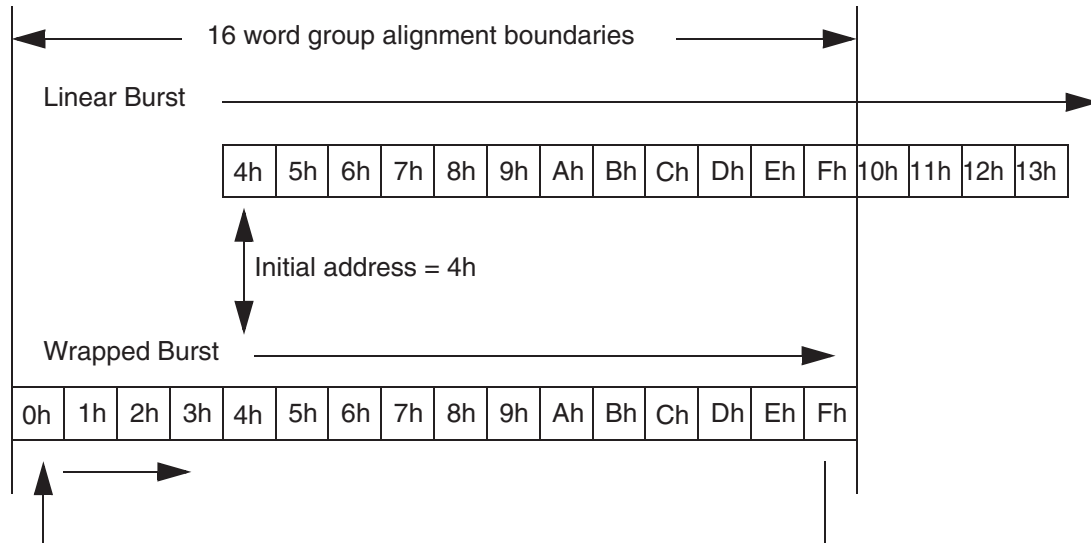 16 word group alignment boundaries
Linear Burst
4h 5h 6h 7h 8h 9h Ah Bh Ch Dh Eh Fh 10h 11h 12h 13h
Initial address = 4h
Wrapped Burst
0h 1h 2h 3h 4h 5h 6h 7h 8h 9h Ah Bh Ch Dh Eh Fh